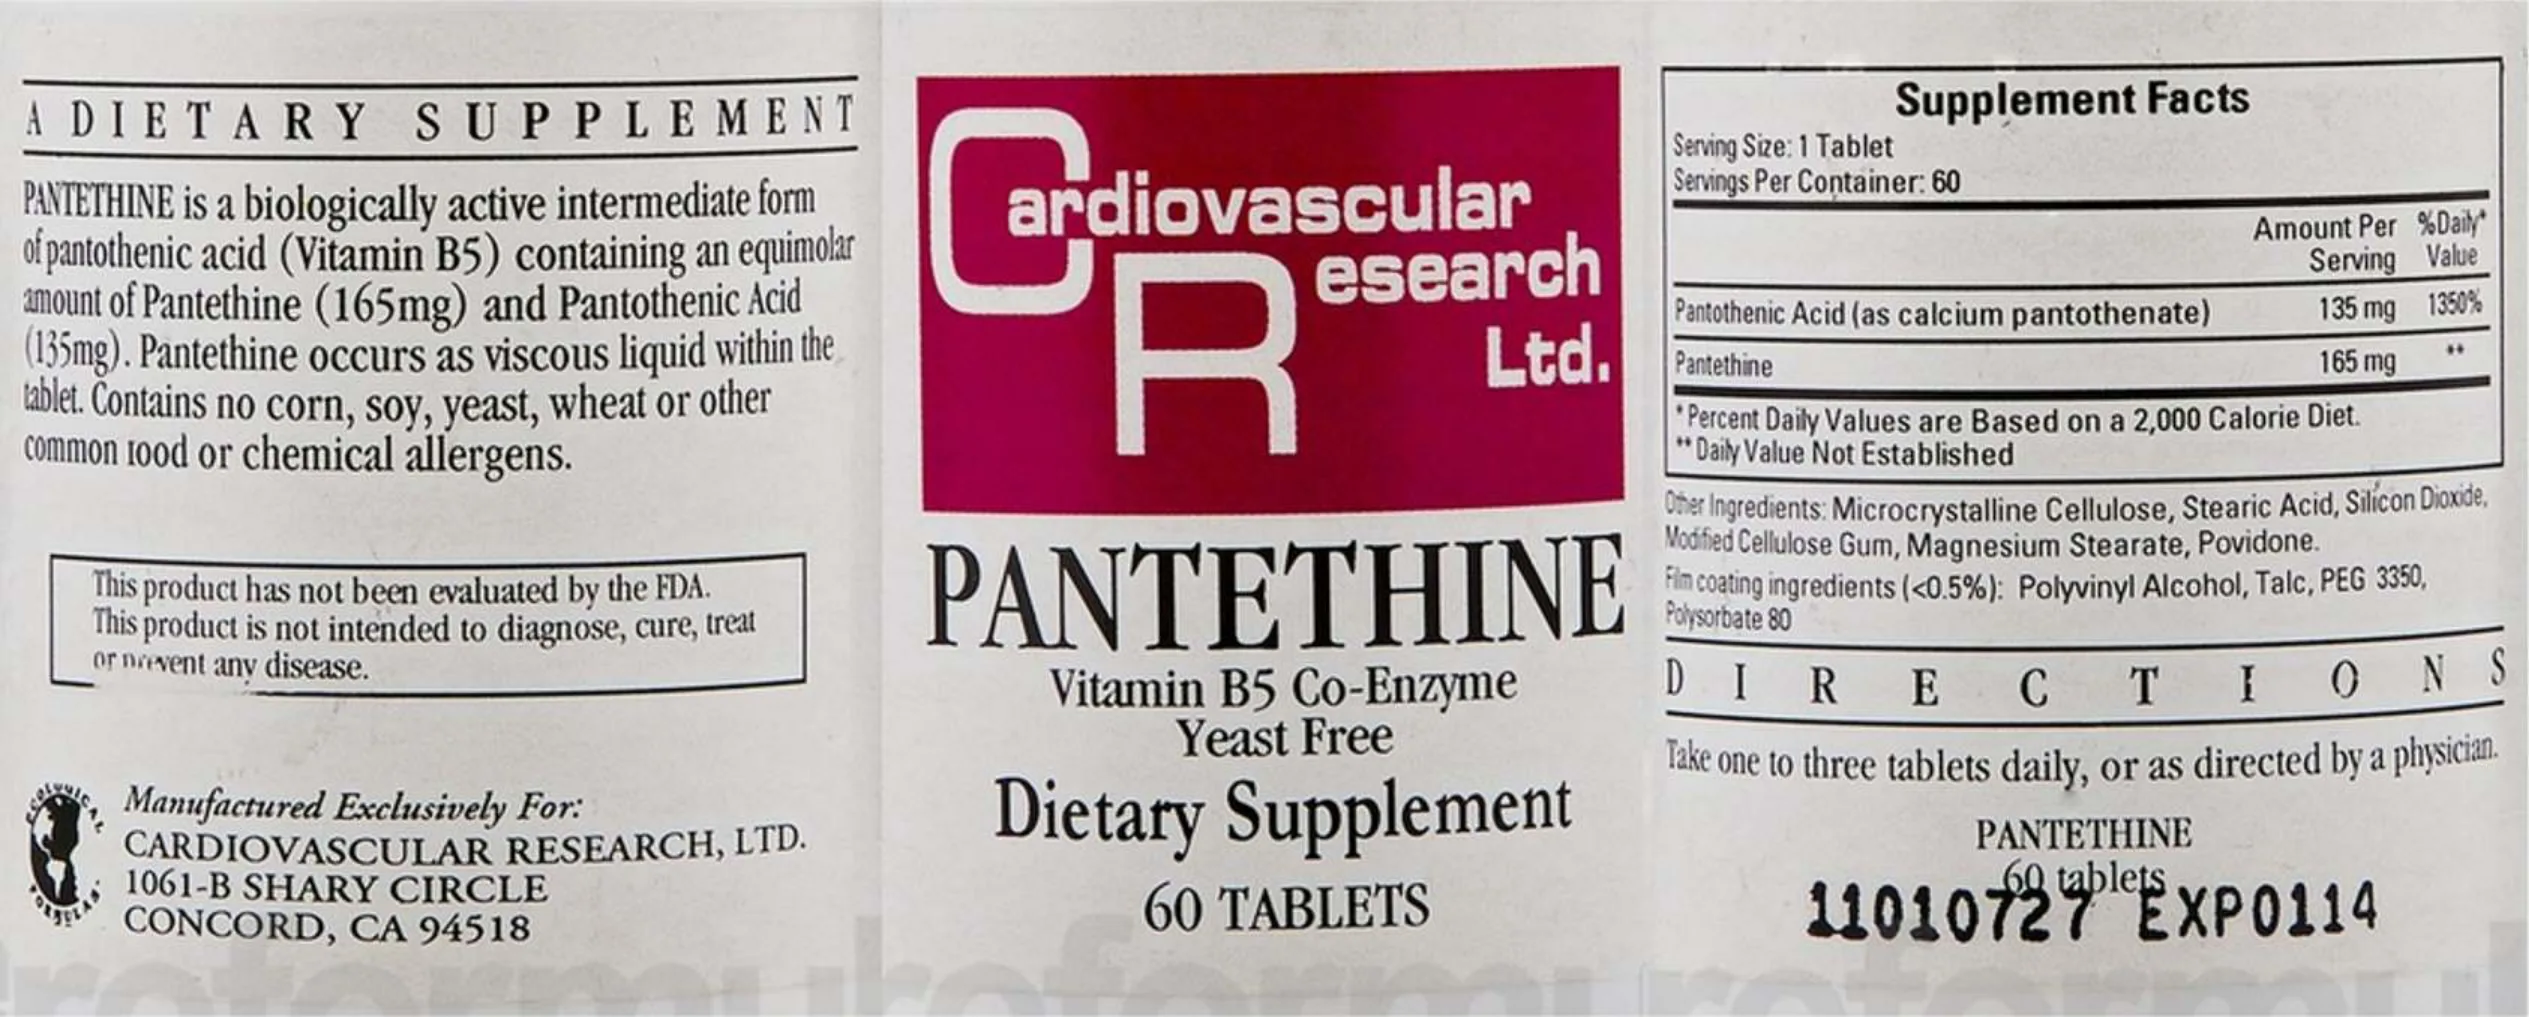 A DIETARY SUPPLEMENT
PANTETHINE is a biologically active intermediate form
of pantothenic acid (Vitamin B5) containing an equimolar
amount of Pantethine (165mg) and Pantothenic Acid
(135mg). Pantethine occurs as viscous liquid within the
tablet. Contains no corn, soy, yeast, wheat or other
common food or chemical allergens.
This product has not been evaluated by the FDA.
This product is not intended to diagnose, cure, treat
or prevent any disease.
ECOLOGICAL
FORMULAS
Manufactured Exclusively For:
CARDIOVASCULAR RESEARCH, LTD.
1061-B SHARY CIRCLE
CONCORD, CA 94518
Cardiovascular
Research
Ltd.
PANTETHINE
Vitamin B5 Co-Enzyme
Yeast Free
Dietary Supplement
60 TABLETS
Supplement Facts
Serving Size: 1 Tablet
Servings Per Container: 60
Amount Per %Daily*
Serving Value
Pantothenic Acid (as calcium pantothenate) 135 mg 1350%
Pantethine 165 mg **
*Percent Daily Values are Based on a 2,000 Calorie Diet.
**Daily Value Not Established
Other Ingredients: Microcrystalline Cellulose, Stearic Acid, Silicon Dioxide,
Modified Cellulose Gum, Magnesium Stearate, Povidone.
Film coating ingredients (<0.5%): Polyvinyl Alcohol, Talc, PEG 3350,
Polysorbate 80
DIRECTIONS
Take one to three tablets daily, or as directed by a physician.
PANTETHINE
60 tablets
11010727 EXP0114